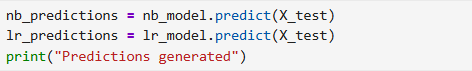 nb_predictions = nb_model.predict(X_test)
lr_predictions = lr_model.predict(X_test)
print("Predictions generated")